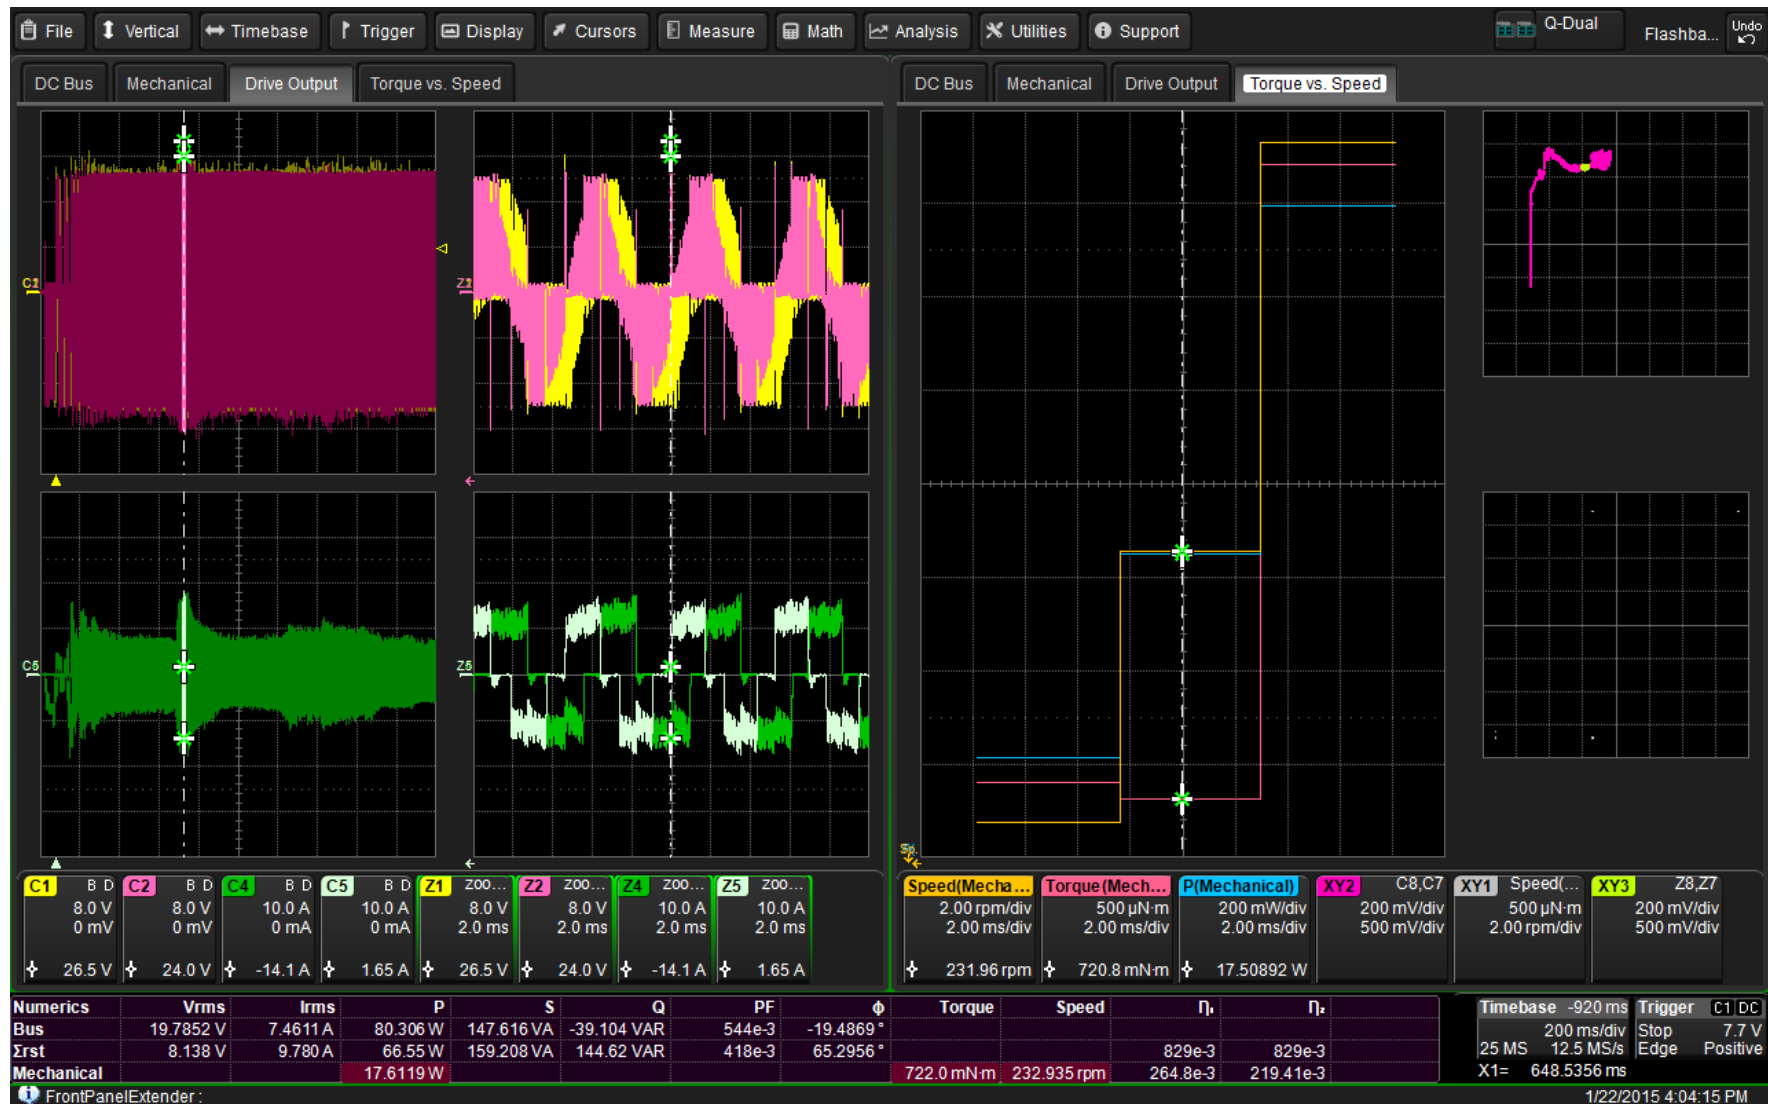 File Vertical Timebase Trigger Display Cursors Measure Math Analysis Utilities Support Q-Dual Flashba... Undo
DC Bus Mechanical Drive Output Torque vs. Speed
DC Bus Mechanical Drive Output Torque vs. Speed
C1 B D C2 B D C4 B D C5 B D Z1 zoo... Z2 zoo... Z4 zoo... Z5 zoo...
8.0 V 8.0 V 10.0 A 10.0 A 8.0 V 8.0 V 10.0 A 10.0 A
0 mV 0 mV 0 mA 0 mA 2.0 ms 2.0 ms 2.0 ms 2.0 ms
26.5 V 24.0 V -14.1 A 1.65 A 26.5 V 24.0 V -14.1 A 1.65 A
Speed(Mecha... Torque(Mech... P(Mechanical) XY2 C8,C7 XY1 Speed(... XY3 Z8,Z7
2.00 rpm/div 500 µN·m 200 mW/div 200 mV/div 500 µN·m 200 mV/div
2.00 ms/div 2.00 ms/div 2.00 ms/div 500 mV/div 2.00 rpm/div 500 mV/div
231.96 rpm 720.8 mN·m 17.50892 W
Numerics Vrms Irms P S Q PF ϕ Torque Speed η₁ η₂
Bus 19.7852 V 7.4611 A 80.306 W 147.616 VA -39.104 VAR 544e-3 -19.4869 °
Σrst 8.138 V 9.780 A 66.55 W 159.208 VA 144.62 VAR 418e-3 65.2956 ° 829e-3 829e-3
Mechanical 17.6119 W 722.0 mN·m 232.935 rpm 264.8e-3 219.41e-3
Timebase -920 ms Trigger C1 DC
200 ms/div Stop 7.7 V
25 MS 12.5 MS/s Edge Positive
X1= 648.5356 ms
FrontPanelExtender : 1/22/2015 4:04:15 PM